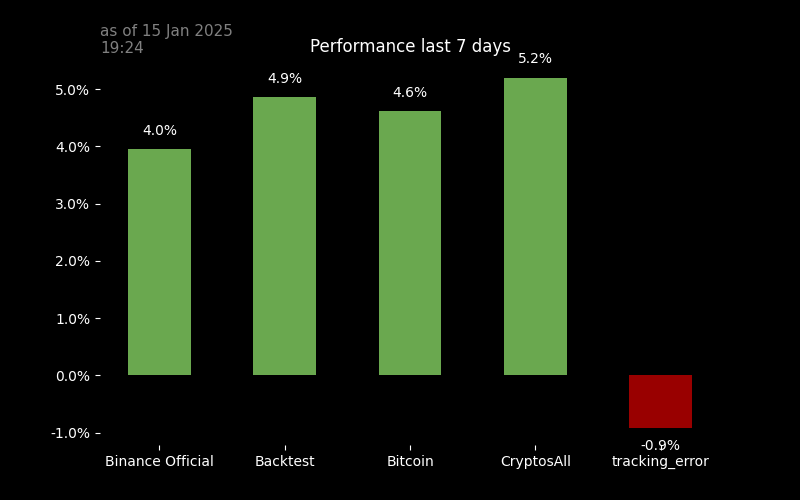 as of 15 Jan 2025
19:24
Performance last 7 days
5.2%
4.9%
4.6%
4.0%
5.0%
4.0%
3.0%
2.0%
1.0%
0.0%
-1.0%
-0.9%
Binance Official
Backtest
Bitcoin
CryptosAll
tracking_error